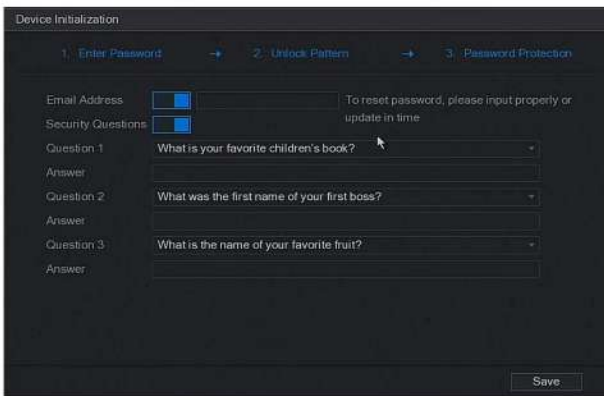 Device Initialization
1. Enter Password → 2. Unlock Pattern → 3. Password Protection
Email Address To reset password, please input properly or
update in time
Security Questions
Question 1 What is your favorite children's book?
Answer
Question 2 What was the first name of your first boss?
Answer
Question 3 What is the name of your favorite fruit?
Answer
Save